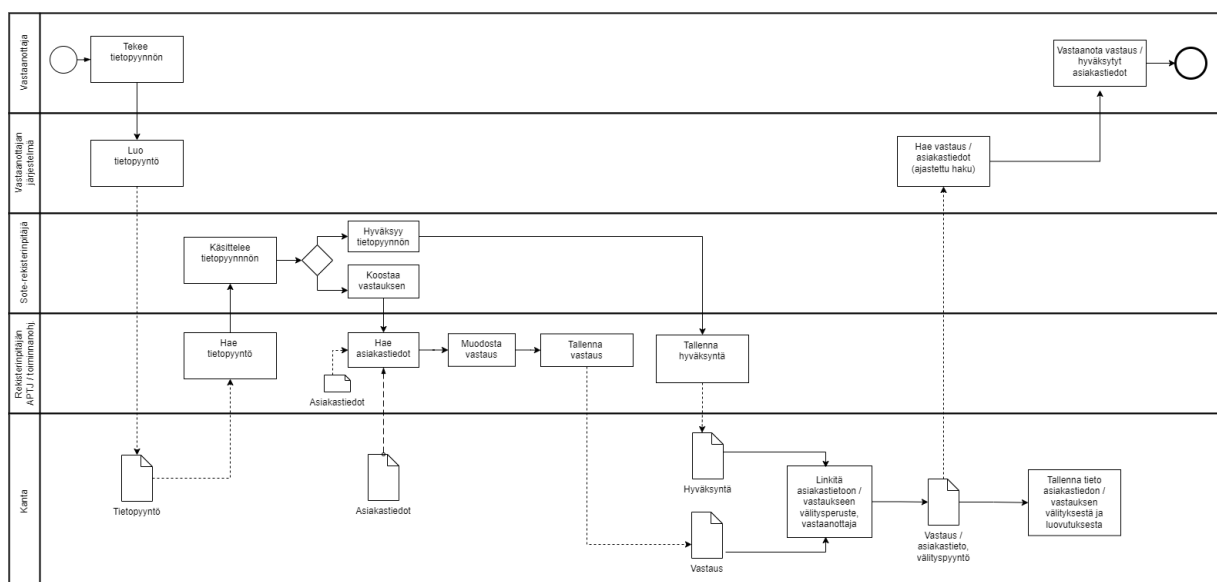 Vastaanottaja
Tekee
tietopyynnön
Vastaanota vastaus /
hyväksytyt
asiakastiedot
Vastaanottajan
järjestelmä
Luo
tietopyyntö
Hae vastaus /
asiakastiedot
(ajastettu haku)
Sote-rekisterinpitäjä
Käsittelee
tietopyynnnön
Hyväksyy
tietopyynnön
Koostaa
vastauksen
Rekisterinpitäjän
APTJ / toiminnanohj.
Hae
tietopyyntö
Hae
asiakastiedot
Muodosta
vastaus
Tallenna
vastaus
Tallenna
hyväksyntä
Asiakastiedot
Kanta
Tietopyyntö
Asiakastiedot
Hyväksyntä
Vastaus
Linkitä
asiakastietoon /
vastaukseen
välitysperuste,
vastaanottaja
Vastaus /
asiakastieto,
välityspyyntö
Tallenna tieto
asiakastiedon /
vastauksen
välityksestä ja
luovutuksesta